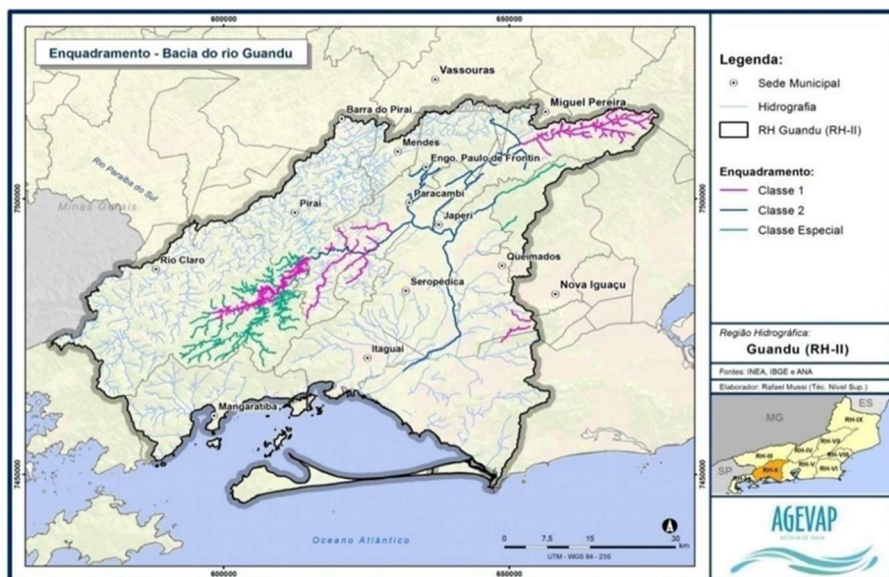 600000
650000
Enquadramento - Bacia do rio Guandu
Vassouras
Barra do Pirai
Miguel Pereira
Mendes
Engo. Paulo de Frontin
Rio Paraíba do Sul
7500000
7500000
Minas Gerais
Paracambi
Piraí
Japeri
Rio Claro
Queimados
Nova Iguaçu
Seropédica
Itaguaí
Mangaratiba
7450000
7450000
Oceano Atlântico
0
7,5
15
30
km
UTM - WGS 84 - 23S
600000
650000
Legenda:
Sede Municipal
Hidrografia
RH Guandu (RH-II)
Enquadramento:
Classe 1
Classe 2
Classe Especial
Região Hidrográfica:
Guandu (RH-II)
Fontes: INEA, IBGE e ANA
Elaborador: Rafael Mussi (Téc. Nível Sup.)
MG
ES
SP
RH-IX
RH-VII
RH-III
RH-IV
RH-VIII
RH-II
RH-V
RH-VI
AGEVAP